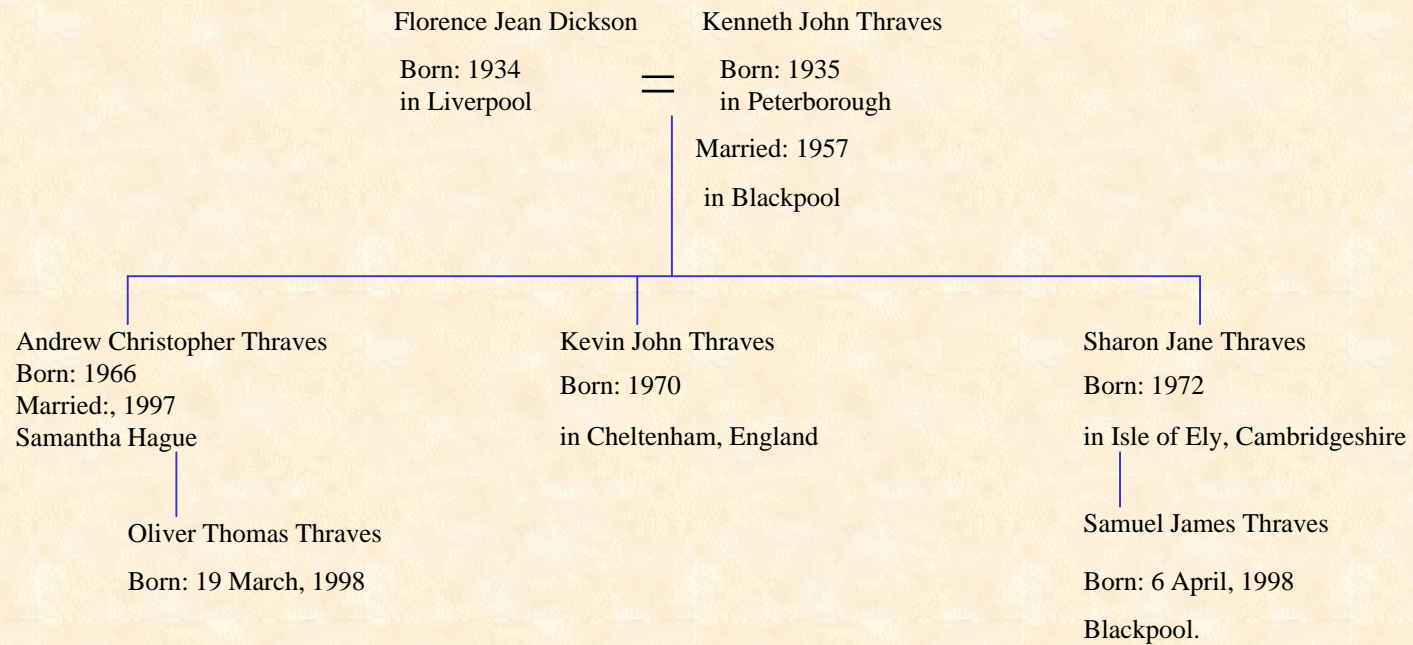 Florence Jean Dickson
Born: 1934
in Liverpool
=
Kenneth John Thraves
Born: 1935
in Peterborough
Married: 1957
in Blackpool
Andrew Christopher Thraves
Born: 1966
Married:, 1997
Samantha Hague
Oliver Thomas Thraves
Born: 19 March, 1998
Kevin John Thraves
Born: 1970
in Cheltenham, England
Sharon Jane Thraves
Born: 1972
in Isle of Ely, Cambridgeshire
Samuel James Thraves
Born: 6 April, 1998
Blackpool.